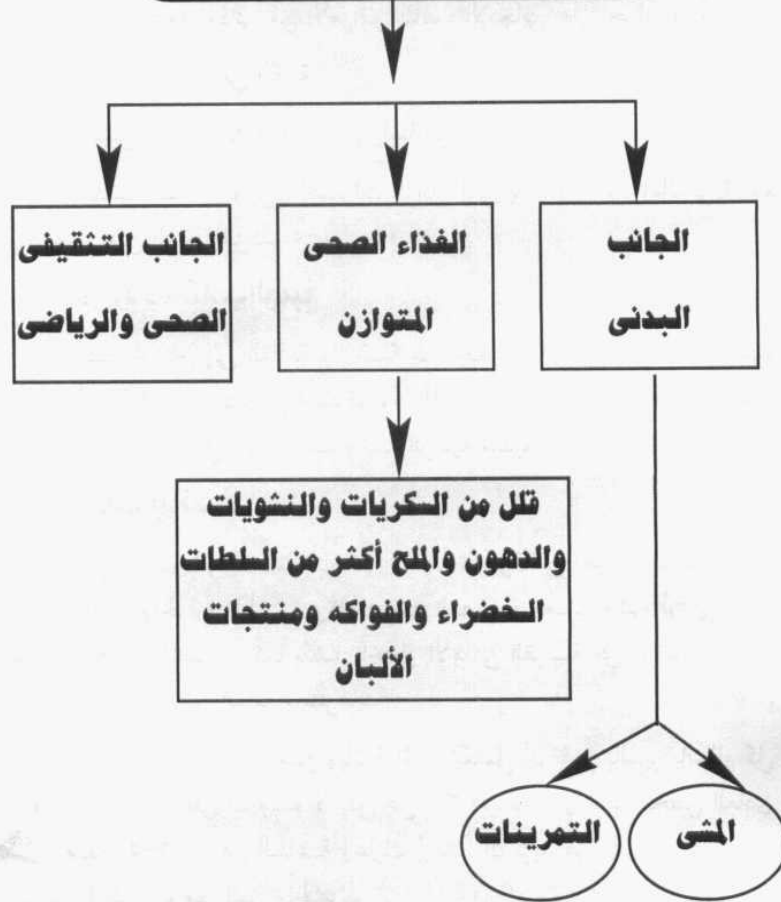 الجانب
البدنى
الغذاء الصحى
المتوازن
الجانب التثقيفى
الصحى والرياضى
قلل من السكريات والنشويات
والدهون والملح أكثر من السلطات
الخضراء والفواكه ومنتجات
الألبان
المشى
التمرينات